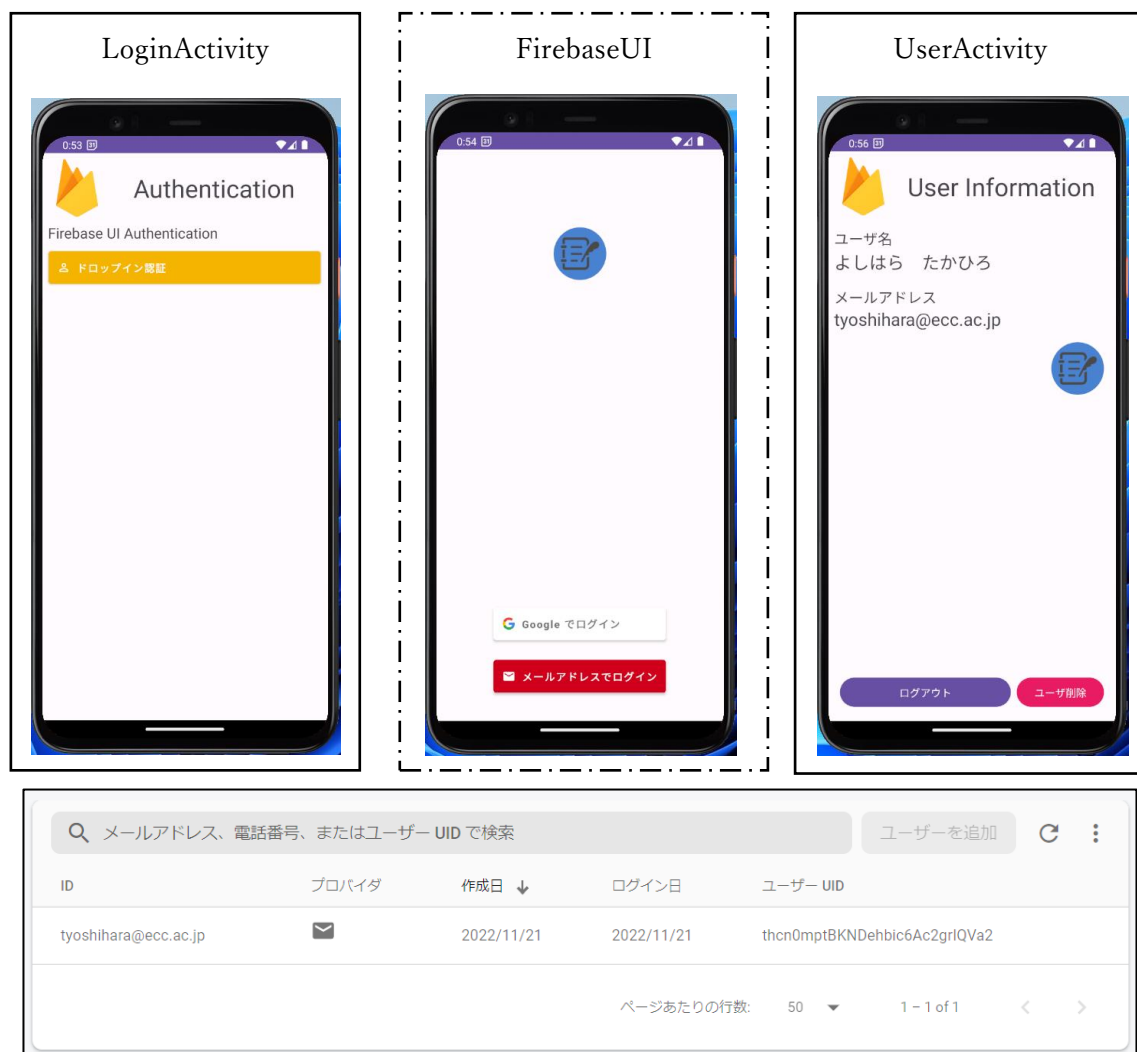 LoginActivity
0:53 31
Authentication
Firebase UI Authentication
ドロップイン認証
FirebaseUI
0:54 31
Google でログイン
メールアドレスでログイン
UserActivity
0:56 31
User Information
ユーザ名
よしはら　たかひろ
メールアドレス
tyoshihara@ecc.ac.jp
ログアウト
ユーザ削除
メールアドレス、電話番号、またはユーザー UID で検索
ユーザーを追加
ID プロバイダ 作成日 ログイン日 ユーザー UID
tyoshihara@ecc.ac.jp 2022/11/21 2022/11/21 thcn0mptBKNDehbic6Ac2grIQVa2
ページあたりの行数: 50 1 – 1 of 1